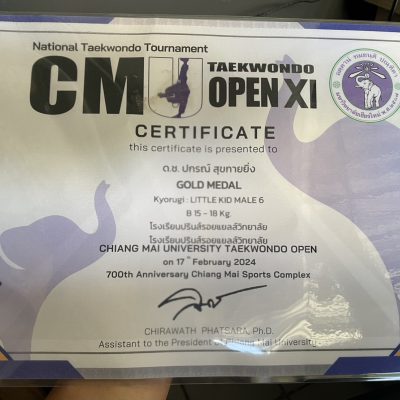 National Taekwondo Tournament
CMU TAEKWONDO
OPEN XI
CERTIFICATE
this certificate is presented to
ด.ช. ปกรณ์ สุขทายยิ่ง
GOLD MEDAL
Kyorugi : LITTLE KID MALE 6
B 15 - 18 Kg.
โรงเรียนปรินส์รอยแยลส์วิทยาลัย
โรงเรียนปรินส์รอยแยลส์วิทยาลัย
CHIANG MAI UNIVERSITY TAEKWONDO OPEN
on 17th February 2024
700th Anniversary Chiang Mai Sports Complex
CHIRAWATH PHATSARA, Ph.D.
Assistant to the President of Chiang Mai University